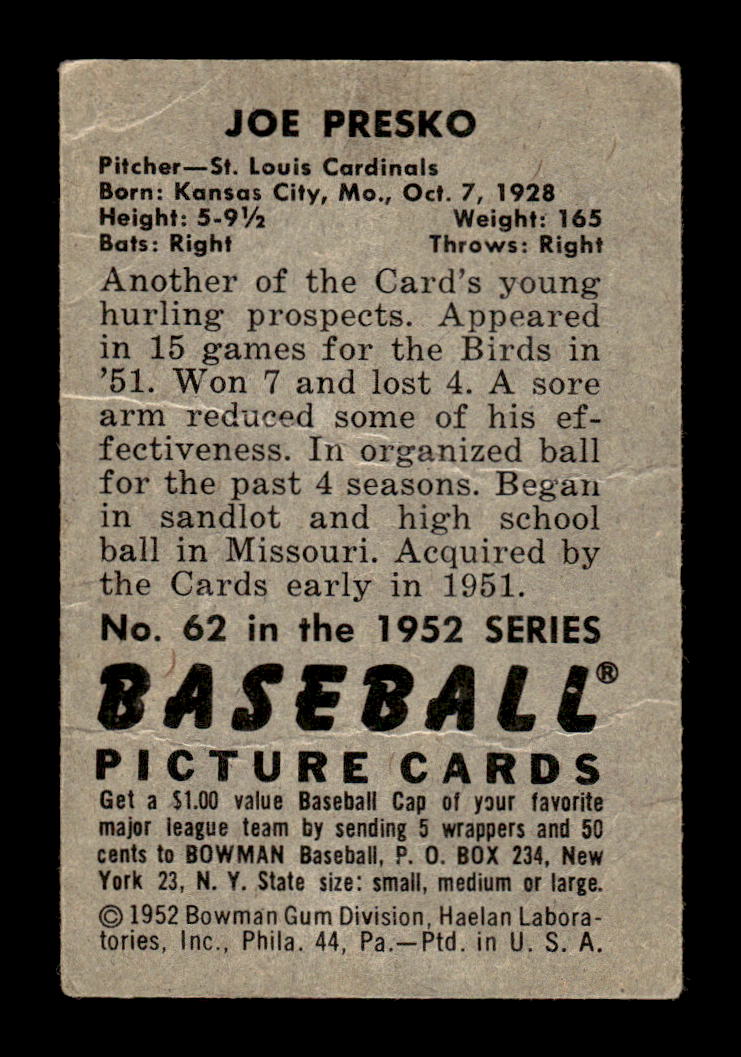 JOE PRESKO
Pitcher—St. Louis Cardinals
Born: Kansas City, Mo., Oct. 7, 1928
Height: 5-9½ Weight: 165
Bats: Right Throws: Right
Another of the Card's young
hurling prospects. Appeared
in 15 games for the Birds in
'51. Won 7 and lost 4. A sore
arm reduced some of his ef-
fectiveness. In organized ball
for the past 4 seasons. Began
in sandlot and high school
ball in Missouri. Acquired by
the Cards early in 1951.
No. 62 in the 1952 SERIES
BASEBALL®
PICTURE CARDS
Get a $1.00 value Baseball Cap of your favorite
major league team by sending 5 wrappers and 50
cents to BOWMAN Baseball, P. O. BOX 234, New
York 23, N. Y. State size: small, medium or large.
© 1952 Bowman Gum Division, Haelan Labora-
tories, Inc., Phila. 44, Pa.—Ptd. in U. S. A.